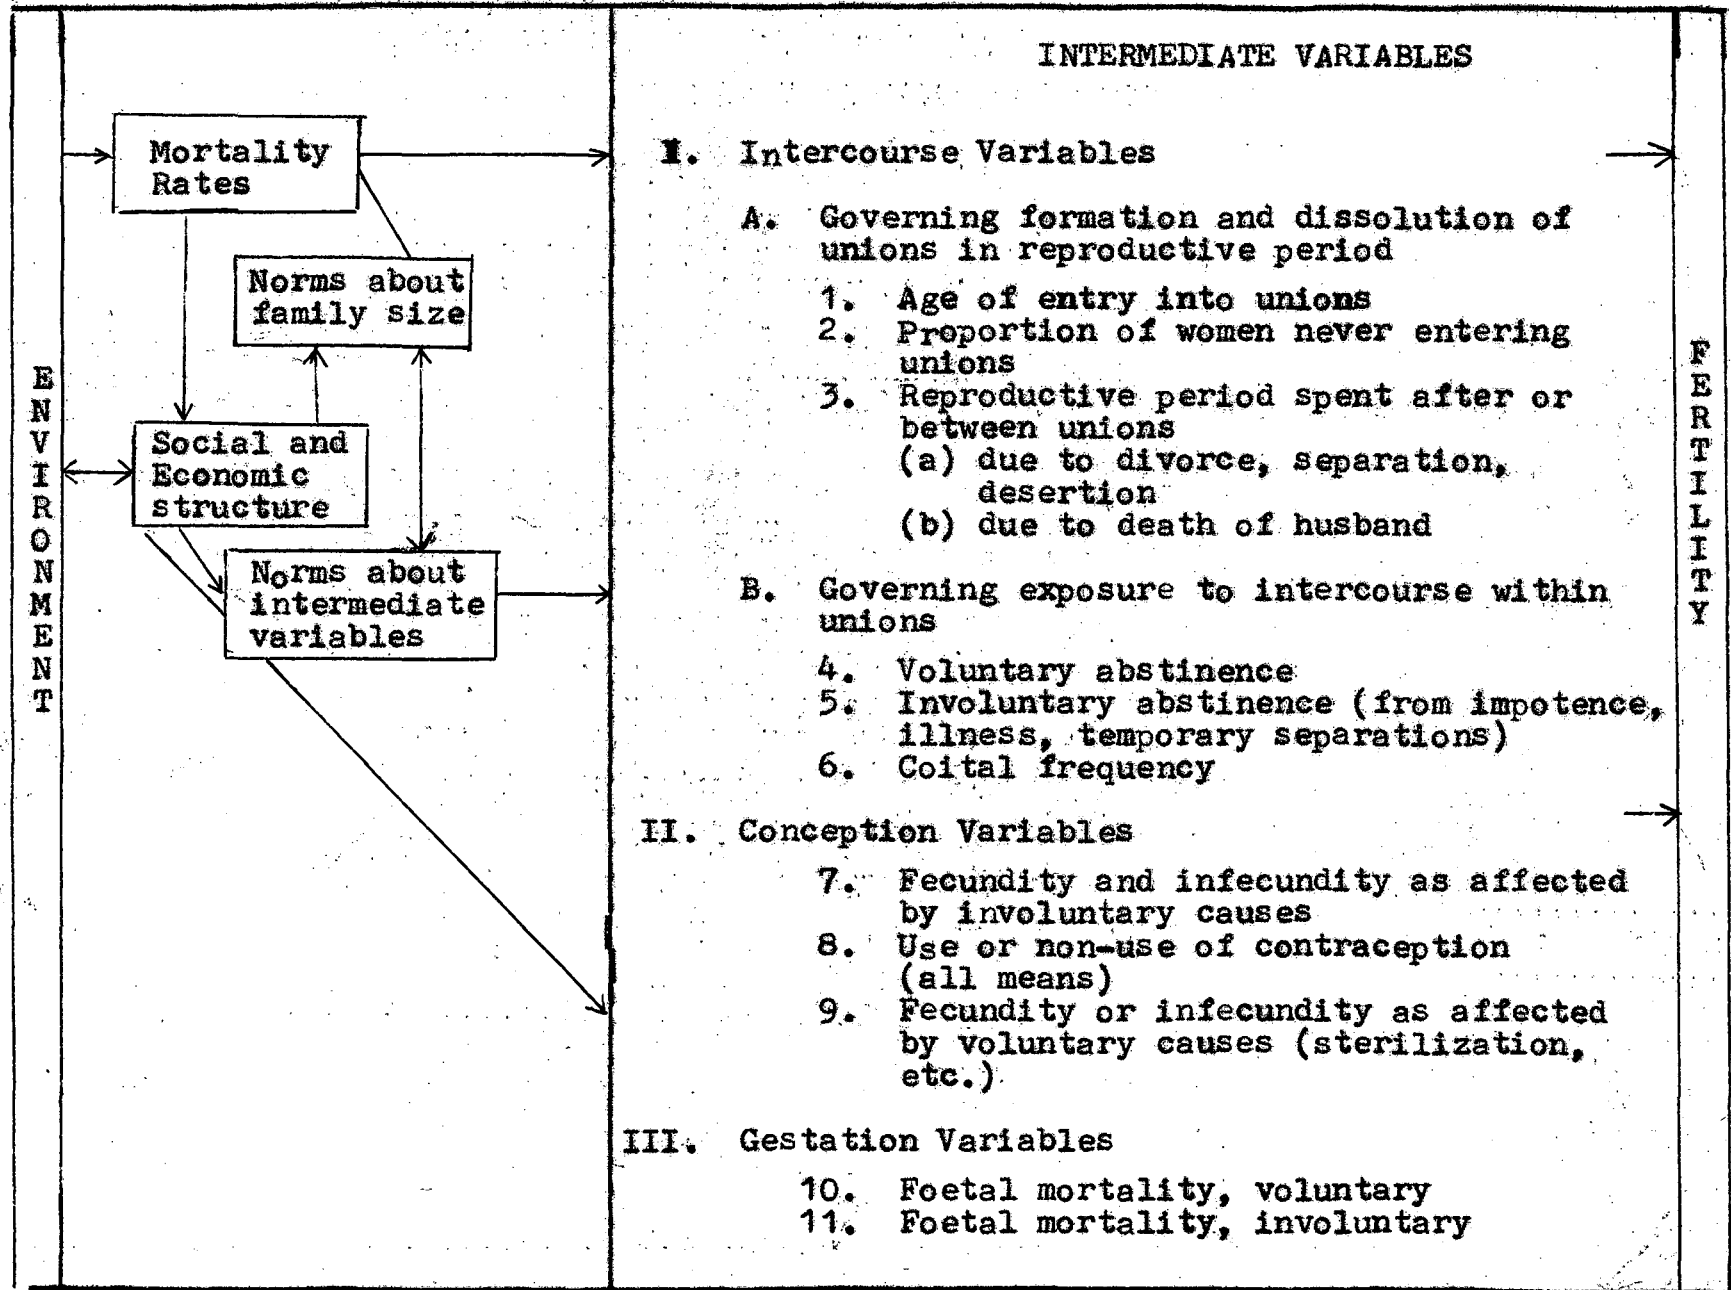 ENVIRONMENT
Mortality
Rates
Norms about
family size
Social and
Economic
structure
Norms about
intermediate
variables
INTERMEDIATE VARIABLES
I. Intercourse Variables
A. Governing formation and dissolution of
unions in reproductive period
1. Age of entry into unions
2. Proportion of women never entering
unions
3. Reproductive period spent after or
between unions
(a) due to divorce, separation,
desertion
(b) due to death of husband
B. Governing exposure to intercourse within
unions
4. Voluntary abstinence
5. Involuntary abstinence (from impotence,
illness, temporary separations)
6. Coital frequency
II. Conception Variables
7. Fecundity and infecundity as affected
by involuntary causes
8. Use or non-use of contraception
(all means)
9. Fecundity or infecundity as affected
by voluntary causes (sterilization,
etc.)
III. Gestation Variables
10. Foetal mortality, voluntary
11. Foetal mortality, involuntary
FERTILITY